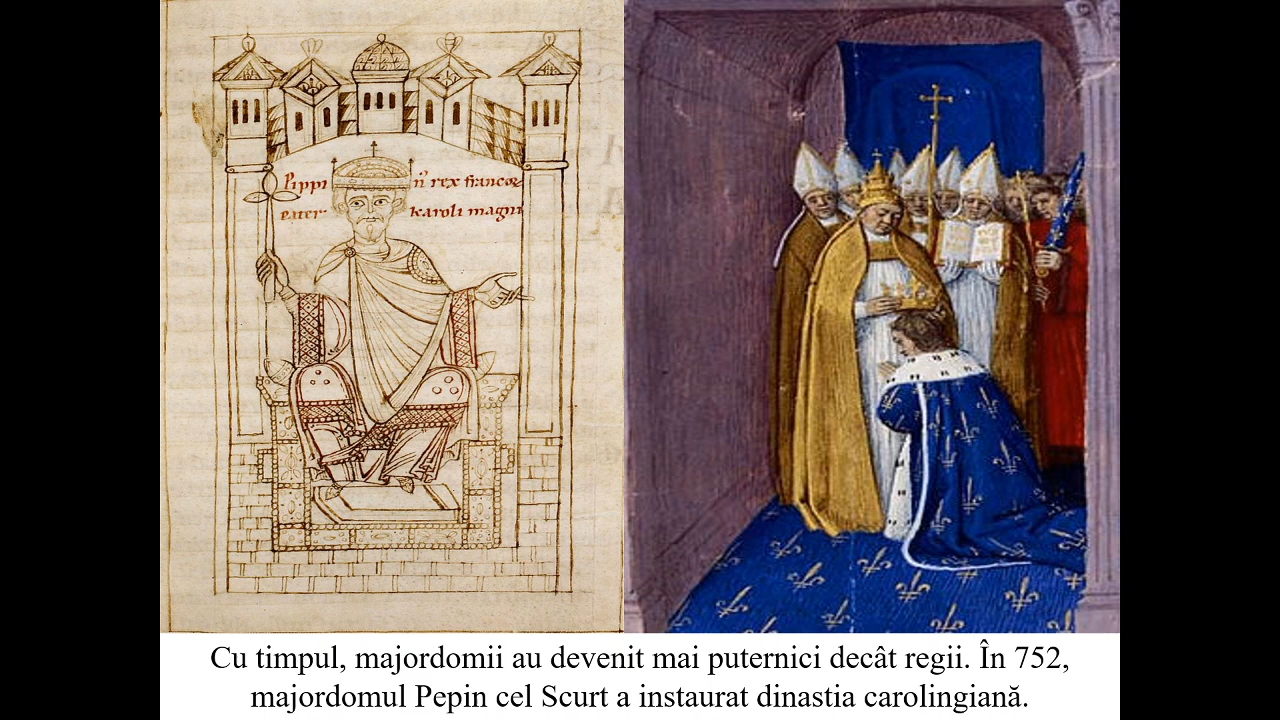 Pippi n̄ rex francoꝝ
pater karoli magni
Cu timpul, majordomii au devenit mai puternici decât regii. În 752,
majordomul Pepin cel Scurt a instaurat dinastia carolingiană.